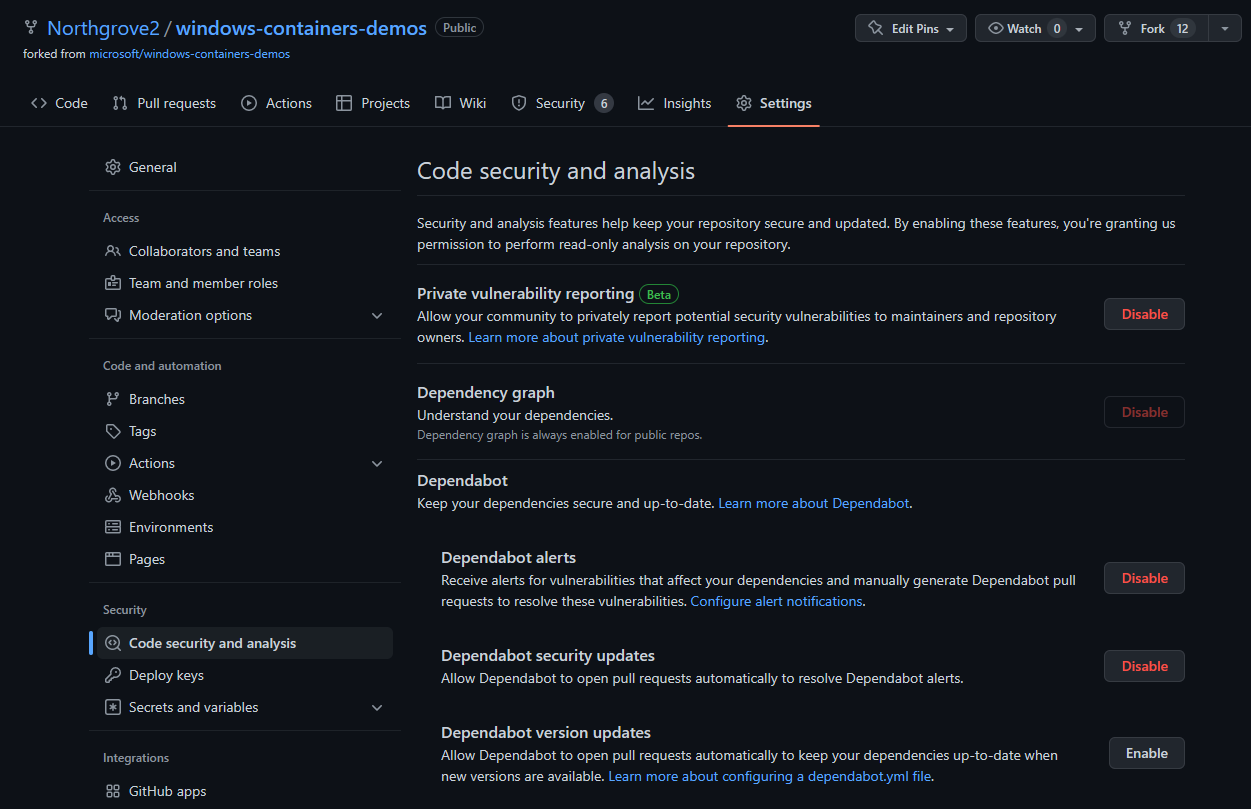 Northgrove2 / windows-containers-demos Public
Edit Pins
Watch 0
Fork 12
forked from microsoft/windows-containers-demos
Code
Pull requests
Actions
Projects
Wiki
Security 6
Insights
Settings
General
Access
Collaborators and teams
Team and member roles
Moderation options
Code and automation
Branches
Tags
Actions
Webhooks
Environments
Pages
Security
Code security and analysis
Deploy keys
Secrets and variables
Integrations
GitHub apps
Code security and analysis
Security and analysis features help keep your repository secure and updated. By enabling these features, you're granting us
permission to perform read-only analysis on your repository.
Private vulnerability reporting Beta
Allow your community to privately report potential security vulnerabilities to maintainers and repository
owners. Learn more about private vulnerability reporting.
Disable
Dependency graph
Understand your dependencies.
Dependency graph is always enabled for public repos.
Disable
Dependabot
Keep your dependencies secure and up-to-date. Learn more about Dependabot.
Dependabot alerts
Receive alerts for vulnerabilities that affect your dependencies and manually generate Dependabot pull
requests to resolve these vulnerabilities. Configure alert notifications.
Disable
Dependabot security updates
Allow Dependabot to open pull requests automatically to resolve Dependabot alerts.
Disable
Dependabot version updates
Allow Dependabot to open pull requests automatically to keep your dependencies up-to-date when
new versions are available. Learn more about configuring a dependabot.yml file.
Enable